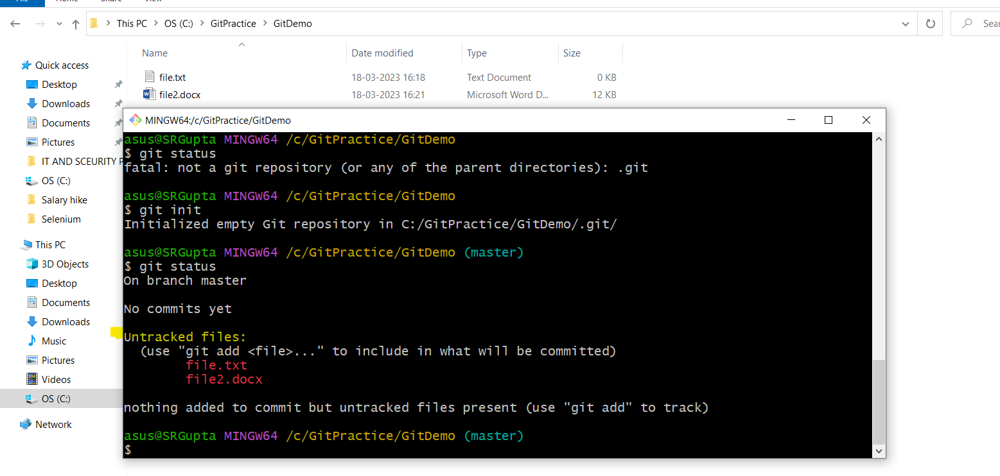 File Home Share View
This PC OS (C:) GitPractice GitDemo
Name Date modified Type Size
Quick access
Desktop
Downloads
Documents
Pictures
IT AND SCEURITY P
OS (C:)
Salary hike
Selenium
This PC
3D Objects
Desktop
Documents
Downloads
Music
Pictures
Videos
OS (C:)
Network
file.txt 18-03-2023 16:18 Text Document 0 KB
file2.docx 18-03-2023 16:21 Microsoft Word D... 12 KB
MINGW64:/c/GitPractice/GitDemo
asus@SRGupta MINGW64 /c/GitPractice/GitDemo
$ git status
fatal: not a git repository (or any of the parent directories): .git
asus@SRGupta MINGW64 /c/GitPractice/GitDemo
$ git init
Initialized empty Git repository in C:/GitPractice/GitDemo/.git/
asus@SRGupta MINGW64 /c/GitPractice/GitDemo (master)
$ git status
On branch master
No commits yet
Untracked files:
(use "git add <file>..." to include in what will be committed)
file.txt
file2.docx
nothing added to commit but untracked files present (use "git add" to track)
asus@SRGupta MINGW64 /c/GitPractice/GitDemo (master)
$